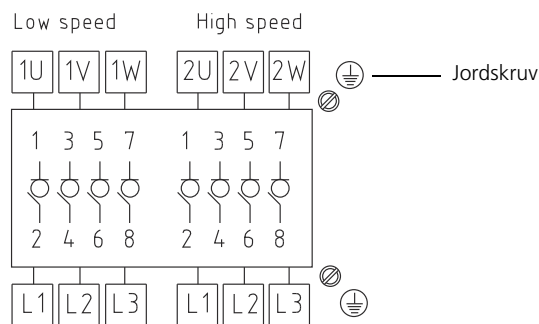 Low speed High speed
1U 1V 1W 2U 2V 2W Jordskruv
1 3 5 7 1 3 5 7
2 4 6 8 2 4 6 8
L1 L2 L3 L1 L2 L3